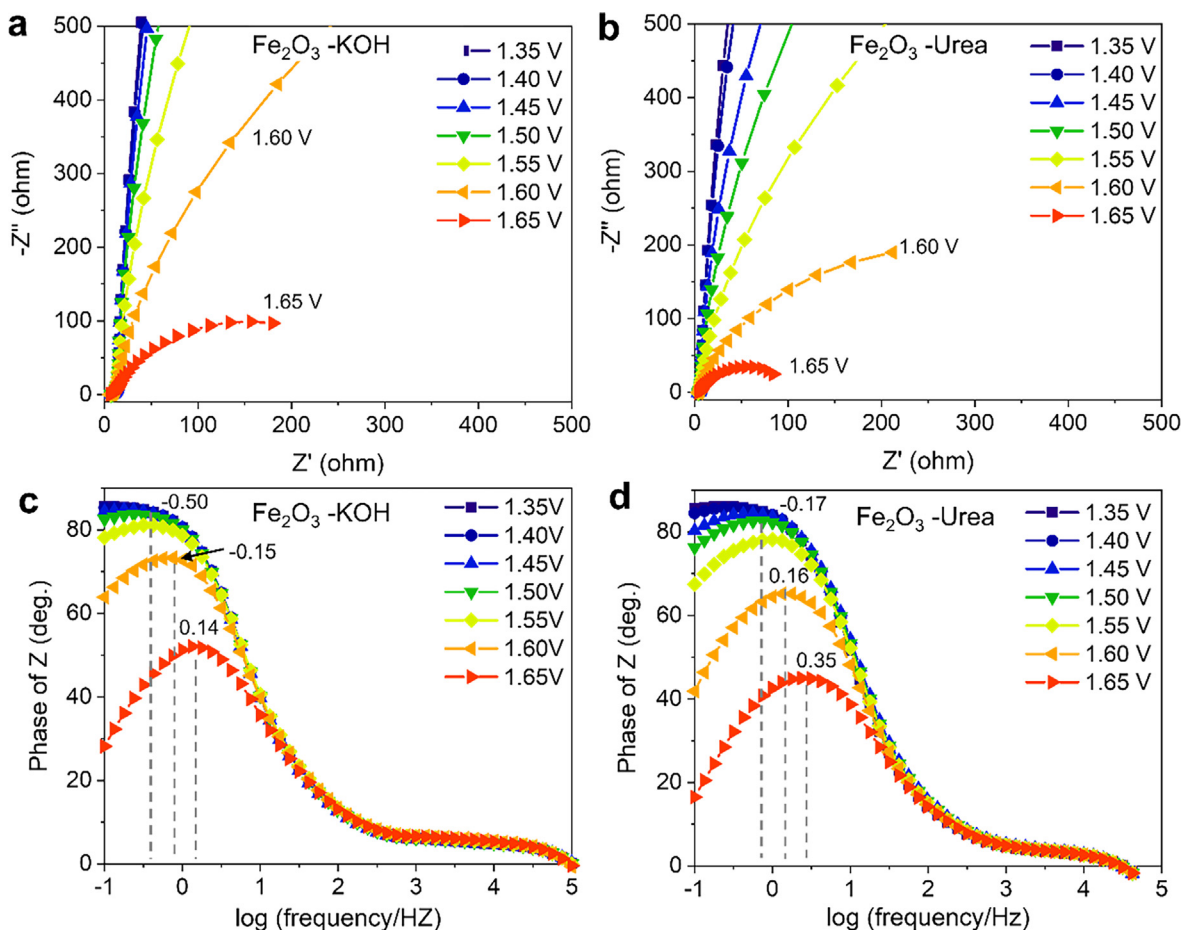 a
Fe₂O₃ -KOH
1.35 V
1.40 V
1.45 V
1.50 V
1.55 V
1.60 V
1.65 V
1.60 V
1.65 V
500
400
300
200
100
0
-Z'' (ohm)
0 100 200 300 400 500
Z' (ohm)
b
Fe₂O₃ -Urea
1.35 V
1.40 V
1.45 V
1.50 V
1.55 V
1.60 V
1.65 V
1.60 V
1.65 V
500
400
300
200
100
0
-Z'' (ohm)
0 100 200 300 400 500
Z' (ohm)
c
Fe₂O₃ -KOH
-0.50
-0.15
0.14
1.35V
1.40V
1.45V
1.50V
1.55V
1.60V
1.65V
80
60
40
20
0
Phase of Z (deg.)
-1 0 1 2 3 4 5
log (frequency/HZ)
d
Fe₂O₃ -Urea
-0.17
0.16
0.35
1.35 V
1.40 V
1.45 V
1.50 V
1.55 V
1.60 V
1.65 V
80
60
40
20
0
Phase of Z (deg.)
-1 0 1 2 3 4 5
log (frequency/Hz)